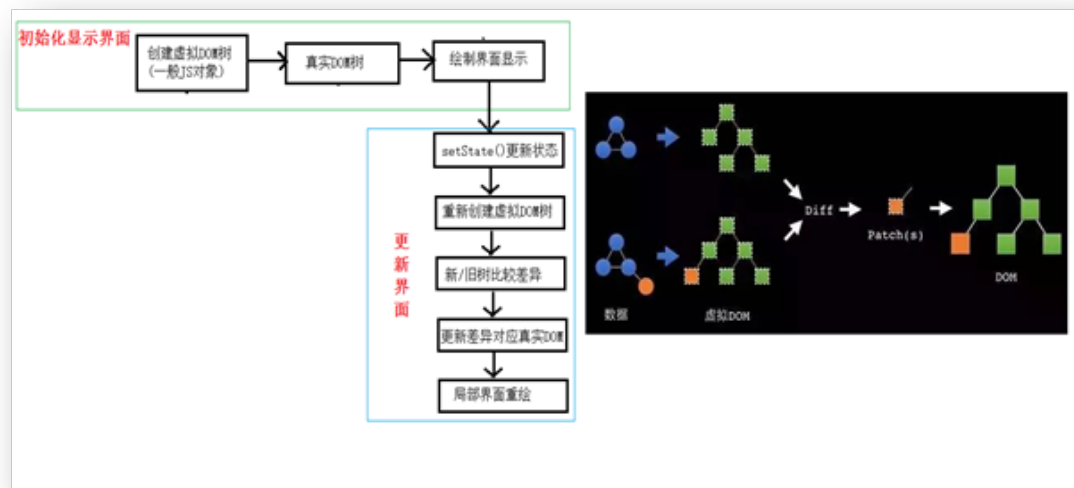 初始化显示界面
创建虚拟DOM树
(一般JS对象)
真实DOM树
绘制界面显示
setState()更新状态
重新创建虚拟DOM树
新/旧树比较差异
更新差异对应真实DOM
局部界面重绘
更
新
界
面
Diff
Patch(s)
DOM
数据
虚拟DOM